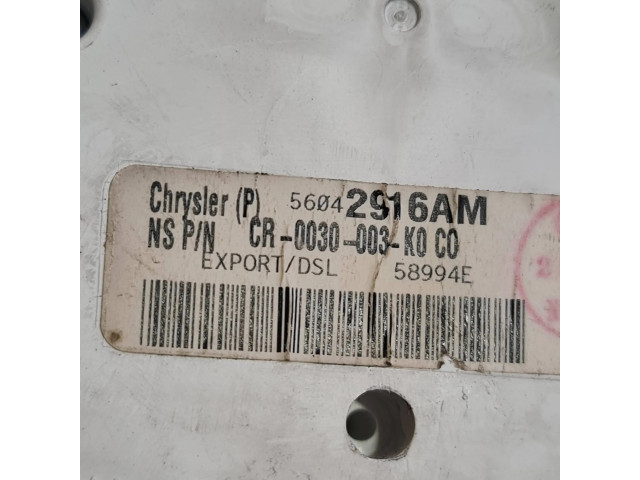 Chrysler (P) 56042916AM
NS P/N CR-0030-003-K0 C0
EXPORT/DSL 58994E